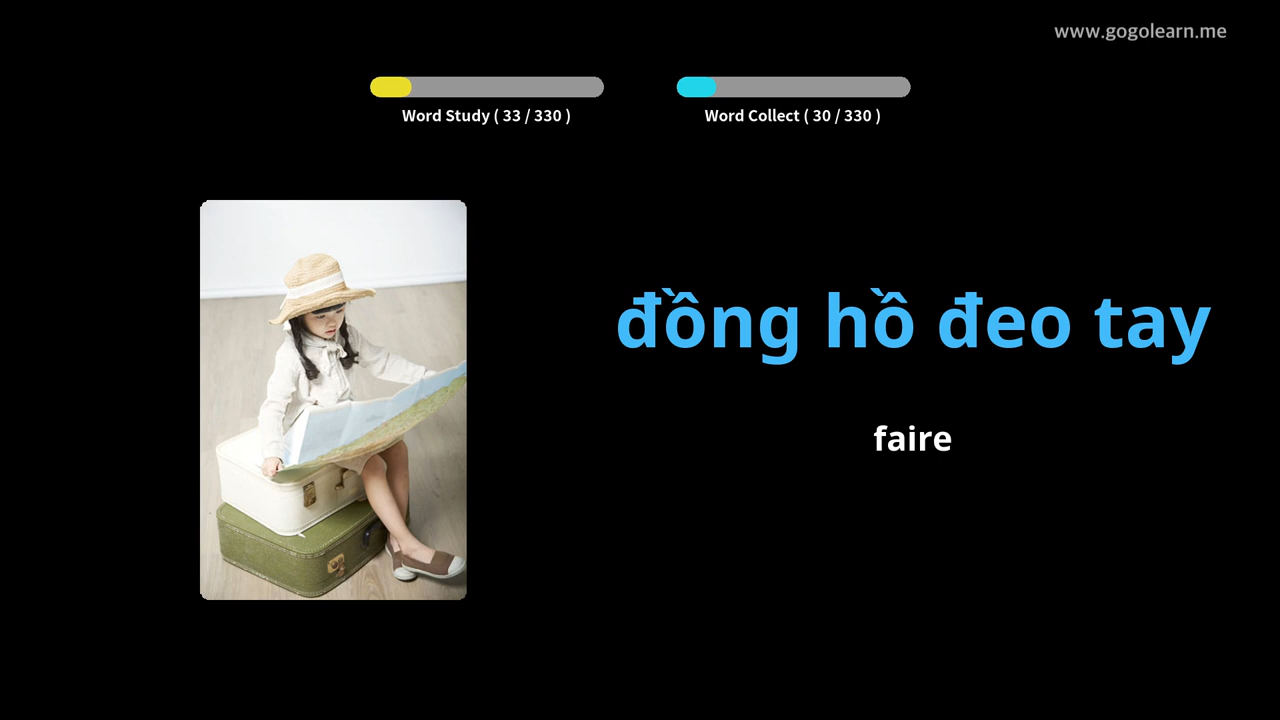 www.gogolearn.me
Word Study ( 33 / 330 )
Word Collect ( 30 / 330 )
đồng hồ đeo tay
faire